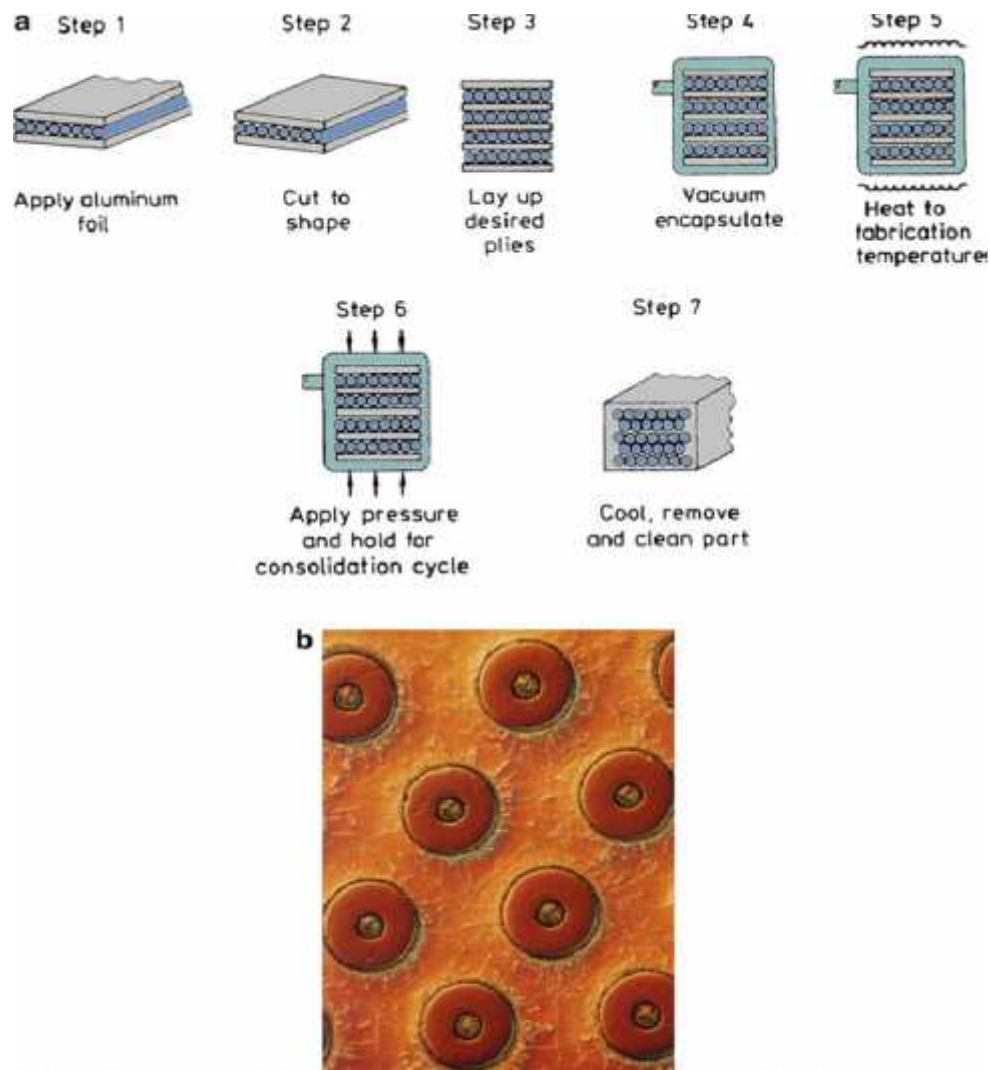 a
Step 1
Step 2
Step 3
Step 4
Step 5
Apply aluminum
foil
Cut to
shape
Lay up
desired
plies
Vacuum
encapsulate
Heat to
fabrication
temperatures
Step 6
Step 7
Apply pressure
and hold for
consolidation cycle
Cool, remove
and clean part
b